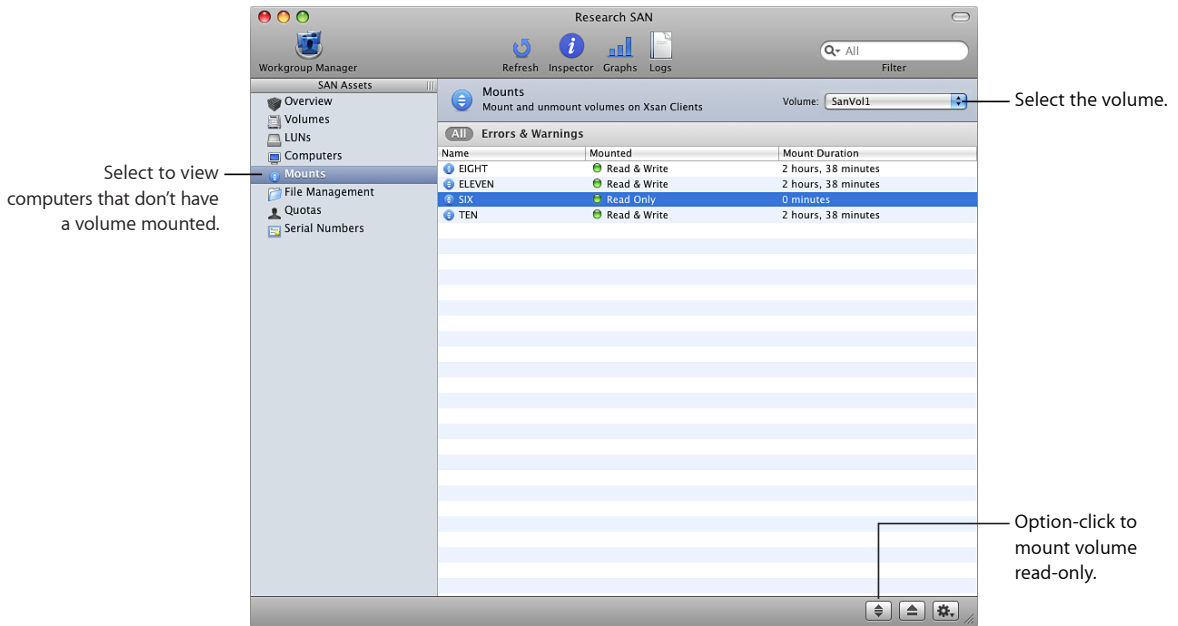 Research SAN
Workgroup Manager
Refresh
Inspector
Graphs
Logs
All
Filter
SAN Assets
Overview
Volumes
LUNs
Computers
Mounts
File Management
Quotas
Serial Numbers
Mounts
Mount and unmount volumes on Xsan Clients
Volume: SanVol1
All Errors & Warnings
Name Mounted Mount Duration
EIGHT Read & Write 2 hours, 38 minutes
ELEVEN Read & Write 2 hours, 38 minutes
SIX Read Only 0 minutes
TEN Read & Write 2 hours, 38 minutes
Select the volume.
Select to view
computers that don’t have
a volume mounted.
Option-click to
mount volume
read-only.